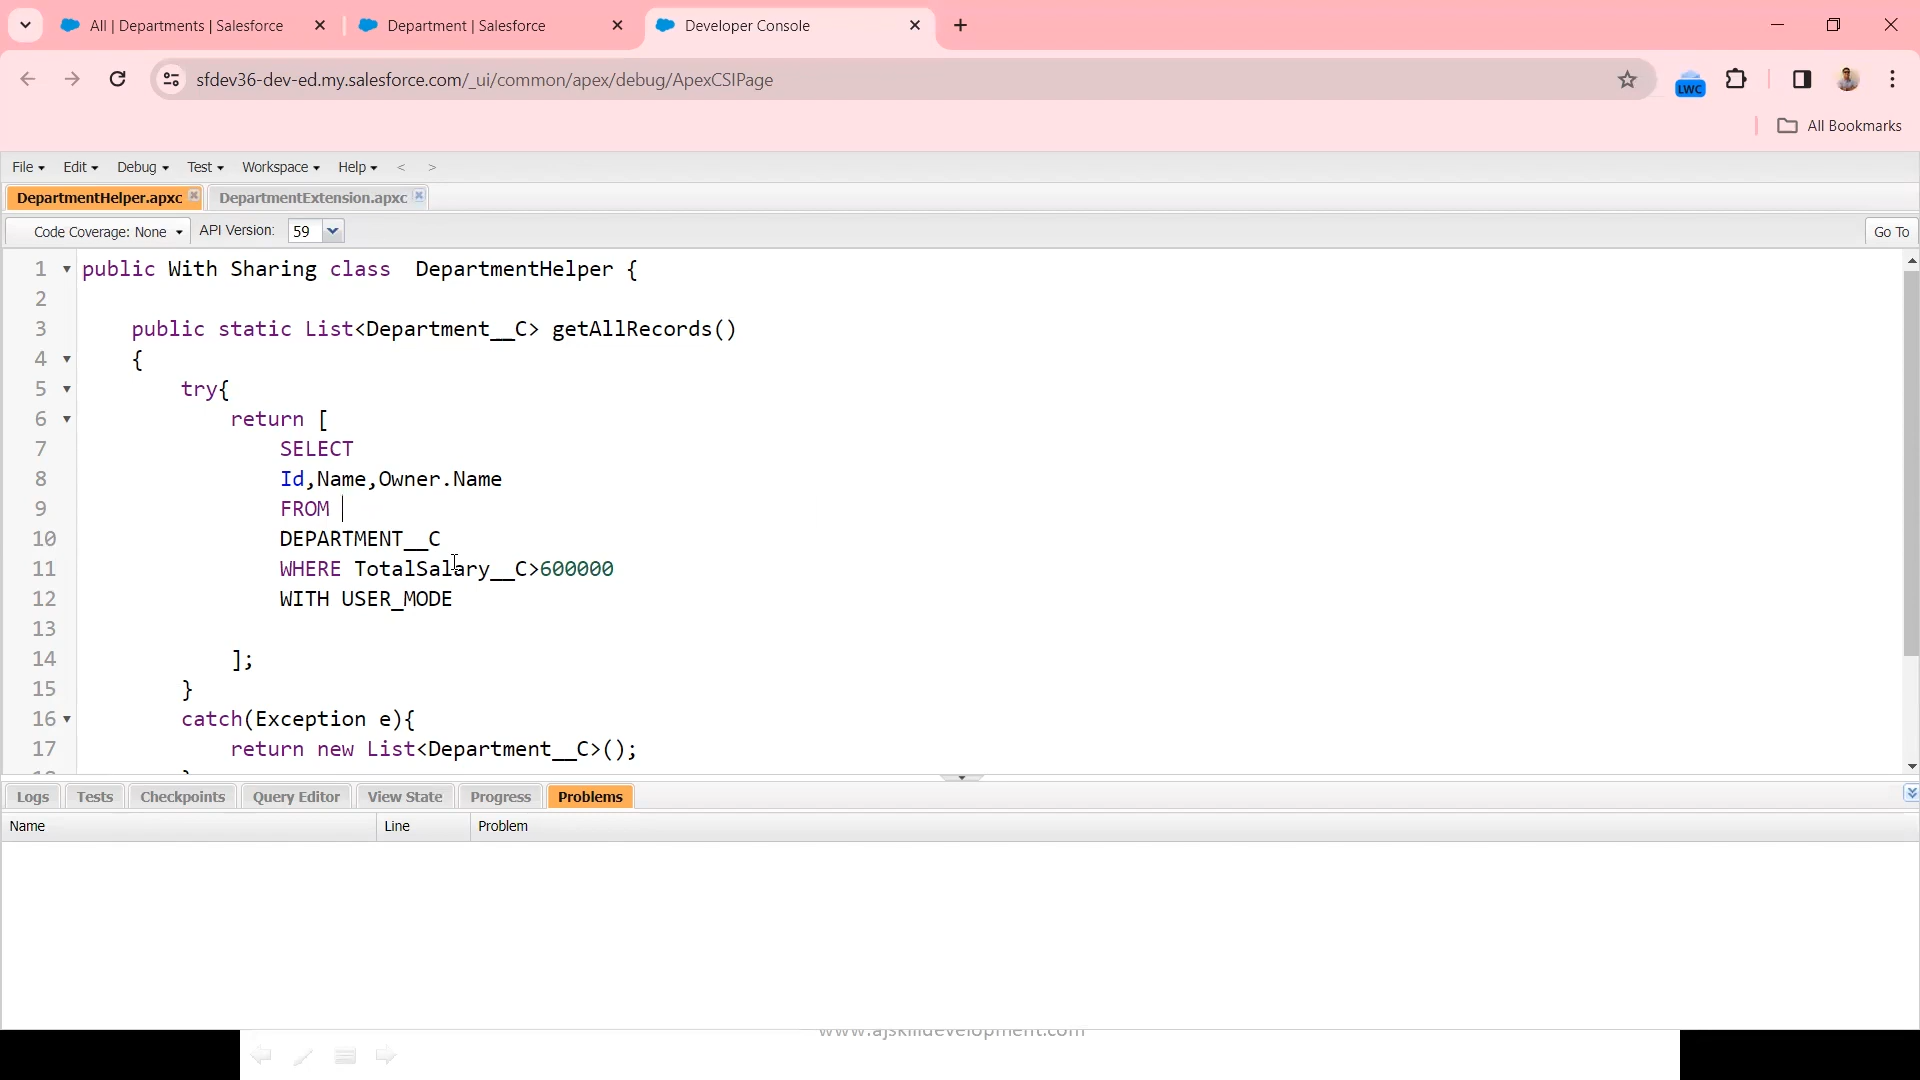 All | Departments | Salesforce
Department | Salesforce
Developer Console
sfdev36-dev-ed.my.salesforce.com/_ui/common/apex/debug/ApexCSIPage
LWC
All Bookmarks
File Edit Debug Test Workspace Help < >
DepartmentHelper.apxc
DepartmentExtension.apxc
Code Coverage: None API Version: 59 Go To
1 public With Sharing class DepartmentHelper {
2
3 public static List<Department__C> getAllRecords()
4 {
5 try{
6 return [
7 SELECT
8 Id,Name,Owner.Name
9 FROM
10 DEPARTMENT__C
11 WHERE TotalSalary__C>600000
12 WITH USER_MODE
13
14 ];
15 }
16 catch(Exception e){
17 return new List<Department__C>();
Logs Tests Checkpoints Query Editor View State Progress Problems
Name Line Problem
www.ajskilldevelopment.com